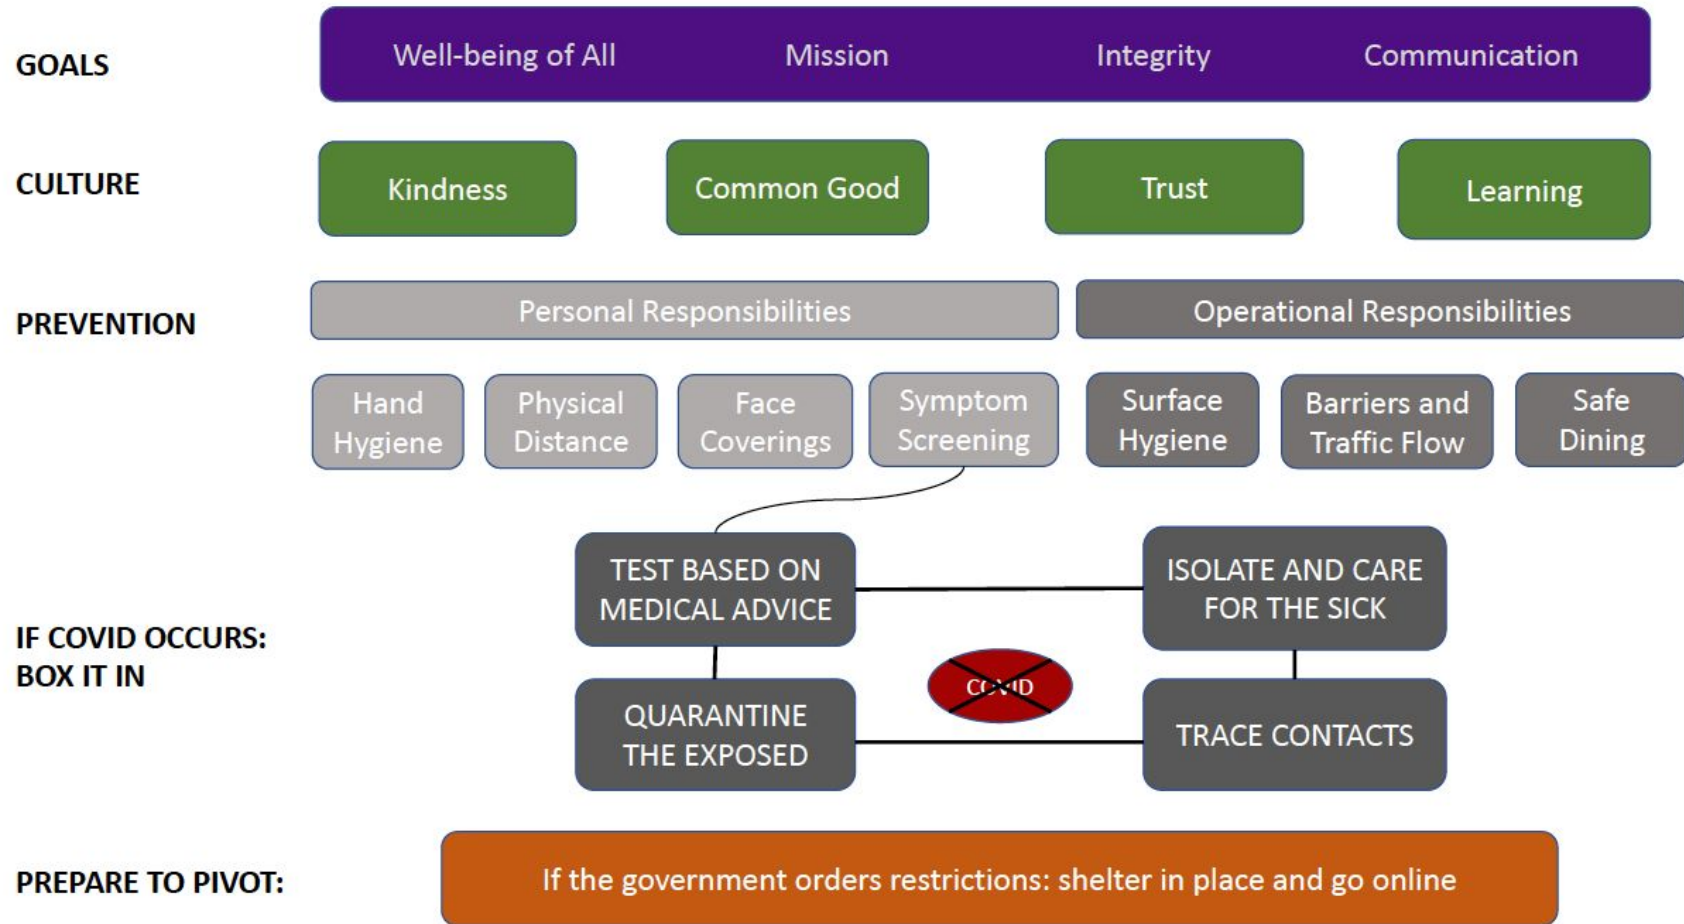 GOALS
Well-being of All Mission Integrity Communication
CULTURE
Kindness Common Good Trust Learning
PREVENTION
Personal Responsibilities Operational Responsibilities
Hand
Hygiene
Physical
Distance
Face
Coverings
Symptom
Screening
Surface
Hygiene
Barriers and
Traffic Flow
Safe
Dining
IF COVID OCCURS:
BOX IT IN
TEST BASED ON
MEDICAL ADVICE
ISOLATE AND CARE
FOR THE SICK
COVID
QUARANTINE
THE EXPOSED
TRACE CONTACTS
PREPARE TO PIVOT:
If the government orders restrictions: shelter in place and go online